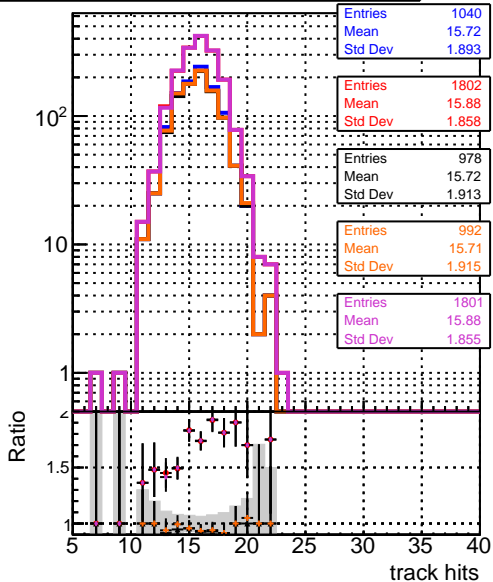 Entries 1040
Mean 15.72
Std Dev 1.893
Entries 1802
Mean 15.88
Std Dev 1.858
Entries 978
Mean 15.72
Std Dev 1.913
Entries 992
Mean 15.71
Std Dev 1.915
Entries 1801
Mean 15.88
Std Dev 1.855
10²
10
1
2
1.5
1
Ratio
5 10 15 20 25 30 35 40
track hits